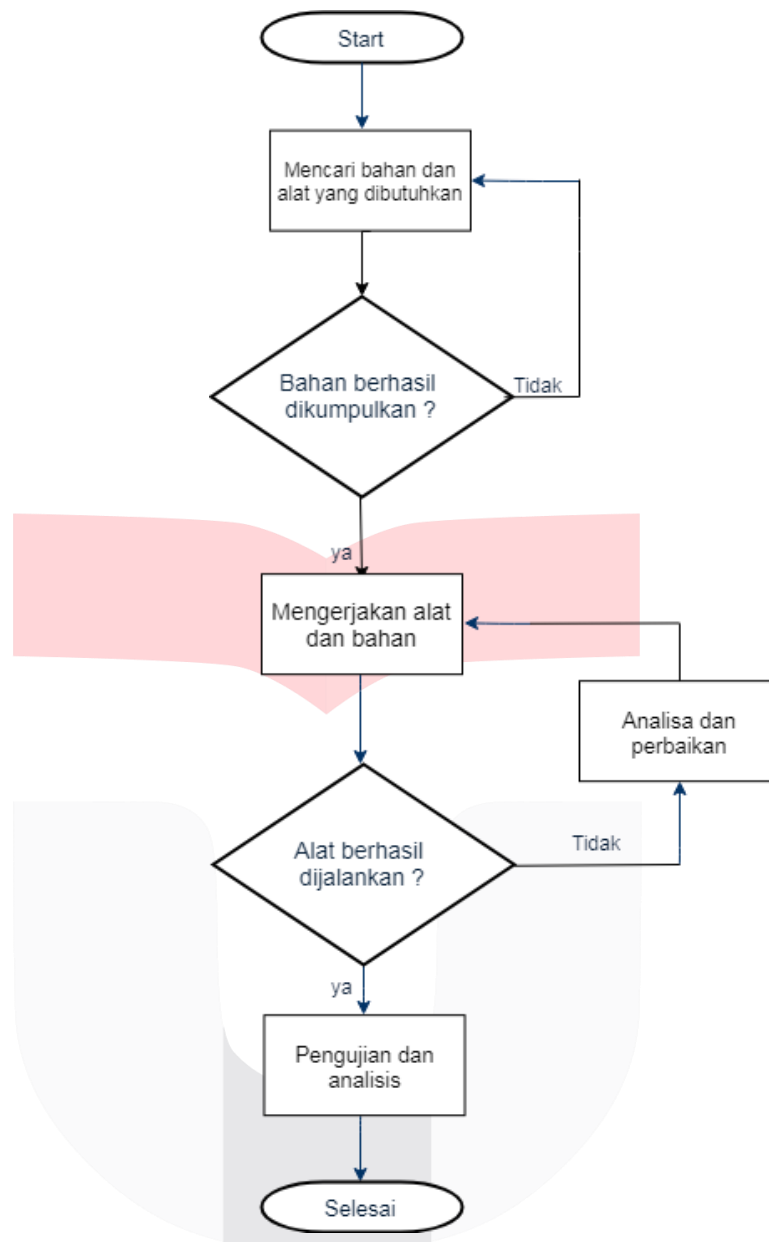 Start
Mencari bahan dan
alat yang dibutuhkan
Bahan berhasil
dikumpulkan ?
Tidak
ya
Mengerjakan alat
dan bahan
Analisa dan
perbaikan
Alat berhasil
dijalankan ?
Tidak
ya
Pengujian dan
analisis
Selesai